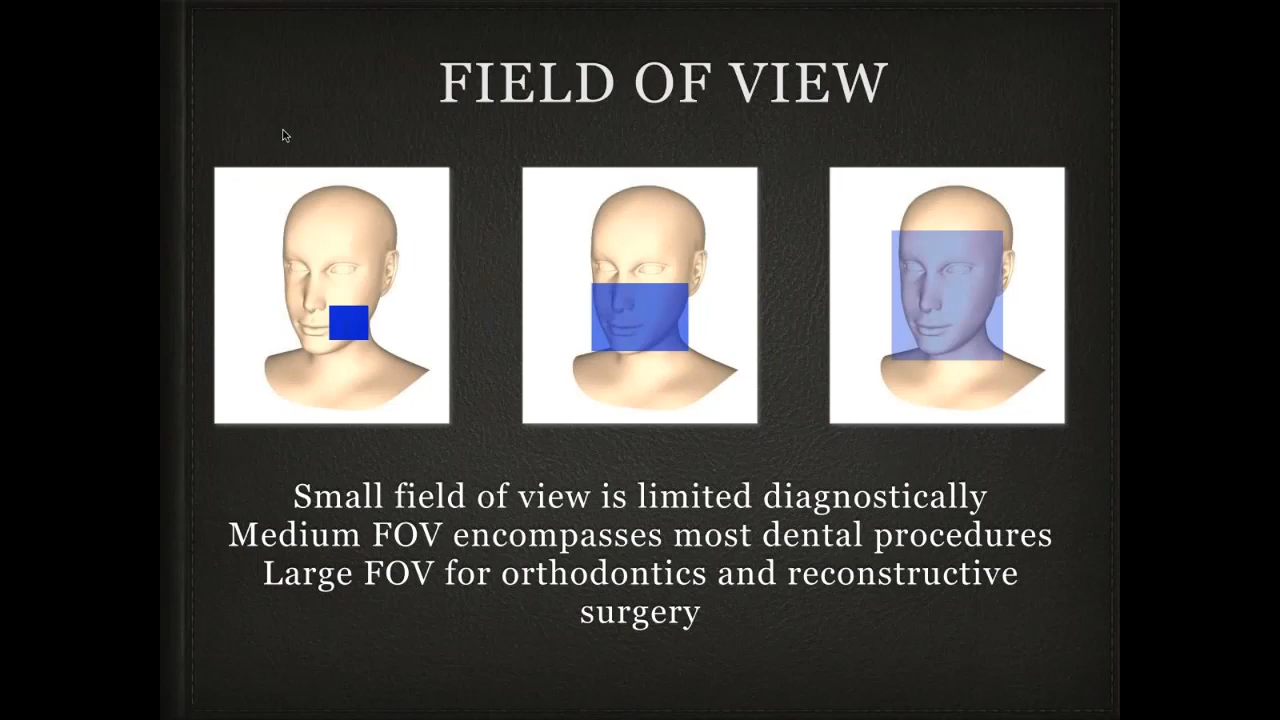 FIELD OF VIEW
Small field of view is limited diagnostically
Medium FOV encompasses most dental procedures
Large FOV for orthodontics and reconstructive
surgery